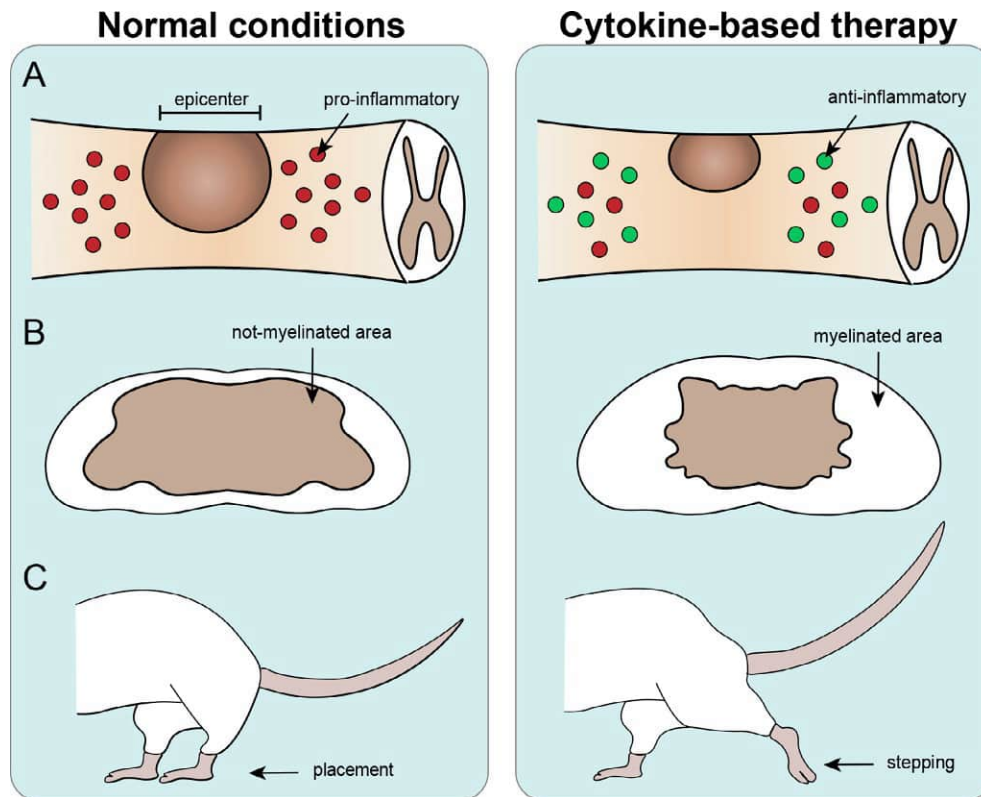 Normal conditions
Cytokine-based therapy
A
epicenter
pro-inflammatory
anti-inflammatory
B
not-myelinated area
myelinated area
C
placement
stepping